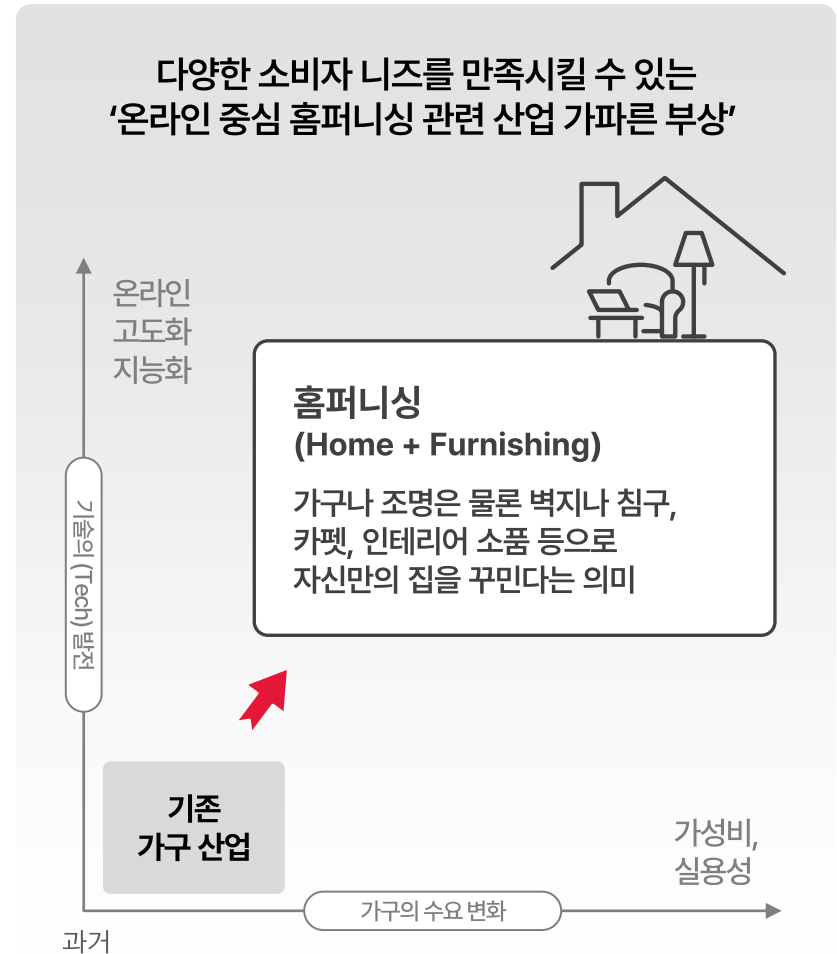 다양한 소비자 니즈를 만족시킬 수 있는
‘온라인 중심 홈퍼니싱 관련 산업 가파른 부상’
온라인
고도화
지능화
홈퍼니싱
(Home + Furnishing)
가구나 조명은 물론 벽지나 침구,
카펫, 인테리어 소품 등으로
자신만의 집을 꾸민다는 의미
기술의 (Tech) 발전
기존
가구 산업
가성비,
실용성
가구의 수요 변화
과거